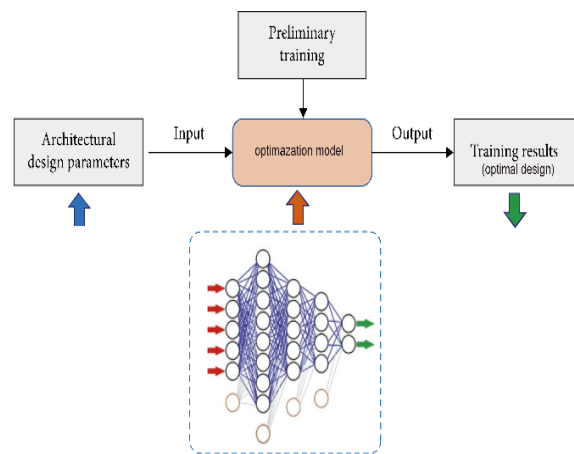 Preliminary
training
Architectural
design parameters
Input
optimazation model
Output
Training results
(optimal design)